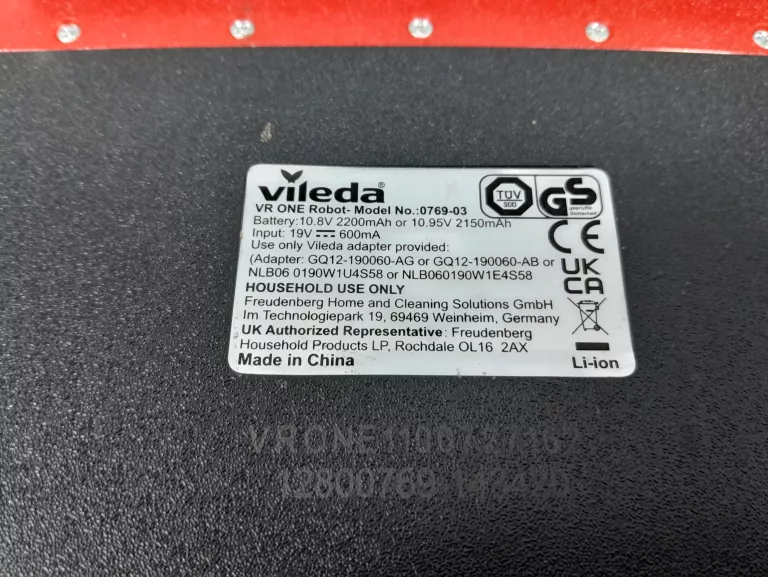 vileda®
VR ONE Robot- Model No.:0769-03
Battery:10.8V 2200mAh or 10.95V 2150mAh
Input: 19V 600mA
Use only Vileda adapter provided:
(Adapter: GQ12-190060-AG or GQ12-190060-AB or
NLB06 0190W1U4S58 or NLB060190W1E4S58
HOUSEHOLD USE ONLY
Freudenberg Home and Cleaning Solutions GmbH
Im Technologiepark 19, 69469 Weinheim, Germany
UK Authorized Representative: Freudenberg
Household Products LP, Rochdale OL16 2AX
Made in China
TÜV
SÜD
GS
geprüfte
Sicherheit
CE
UK
CA
Li-ion